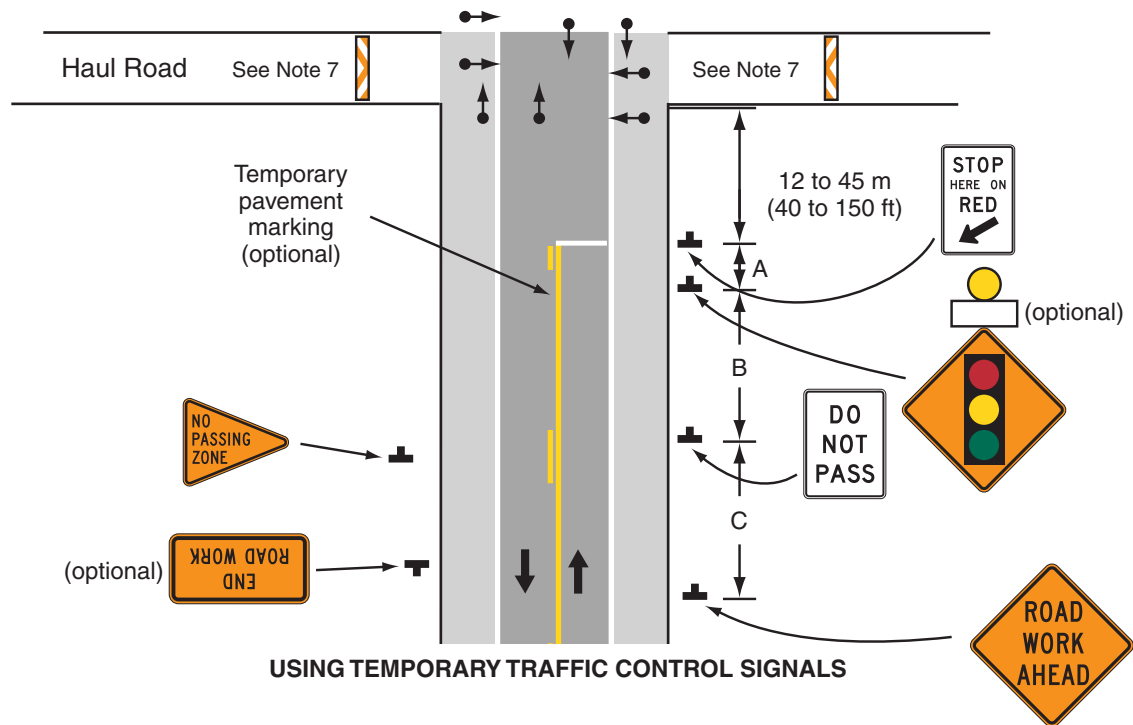 Haul Road
See Note 7
See Note 7
Temporary
pavement
marking
(optional)
12 to 45 m
(40 to 150 ft)
STOP
HERE ON
RED
A
(optional)
B
DO
NOT
PASS
NO
PASSING
ZONE
C
(optional)
END
ROAD WORK
ROAD
WORK
AHEAD
USING TEMPORARY TRAFFIC CONTROL SIGNALS